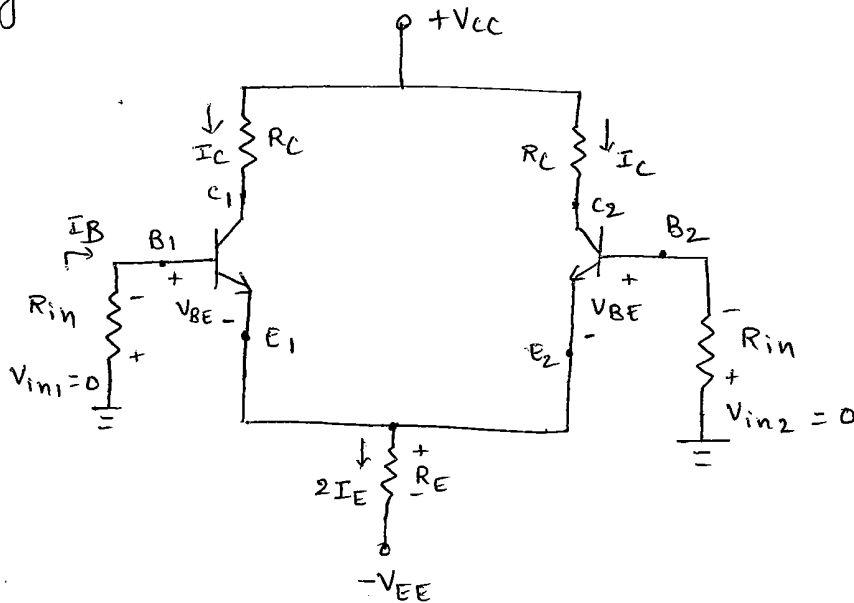 +VCC
IC
RC
RC
IC
C1
C2
IB
B1
B2
+
-
Rin
+
VBE -
E1
Vin1=0
+
VBE
-
E2
-
Rin
+
Vin2 = 0
2IE
+
RE
-
-VEE